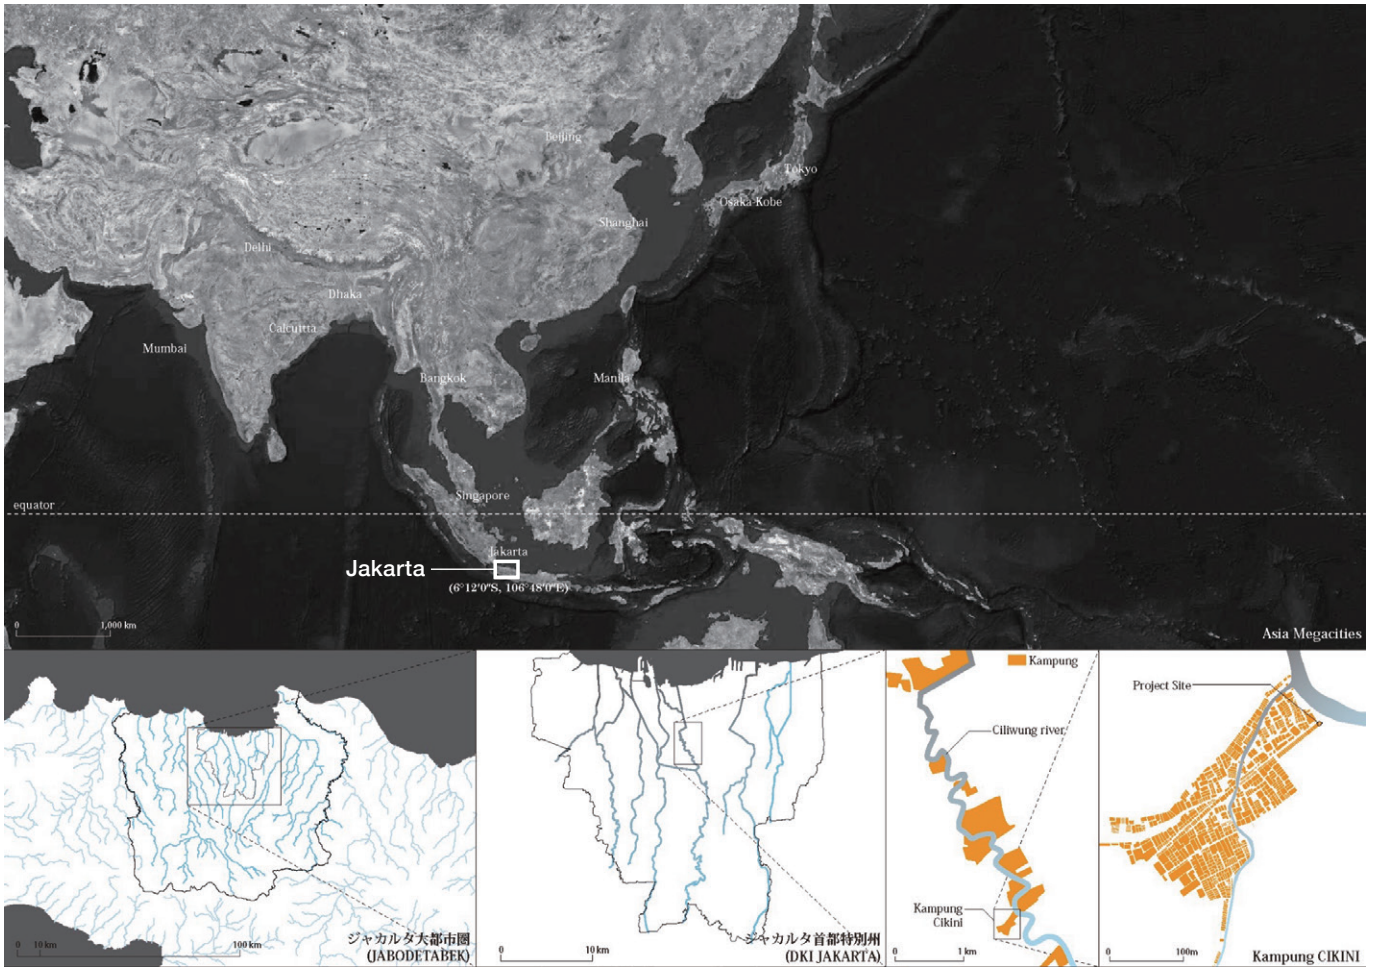 Beijing
Tokyo
Osaka-Kobe
Shanghai
Delhi
Dhaka
Calcuitta
Mumbai
Bangkok
Manila
Singapore
equator
Jakarta
Jakarta
(6°12'0"S, 106°48'0"E)
0 1,000 km
Asia Megacities
0 10 km 100 km
ジャカルタ大都市圏
(JABODETABEK)
0 10 km
ジャカルタ首都特別州
(DKI JAKARTA)
Kampung
Ciliwung river
Kampung
Cikini
0 1 km
Project Site
0 100m
Kampung CIKINI